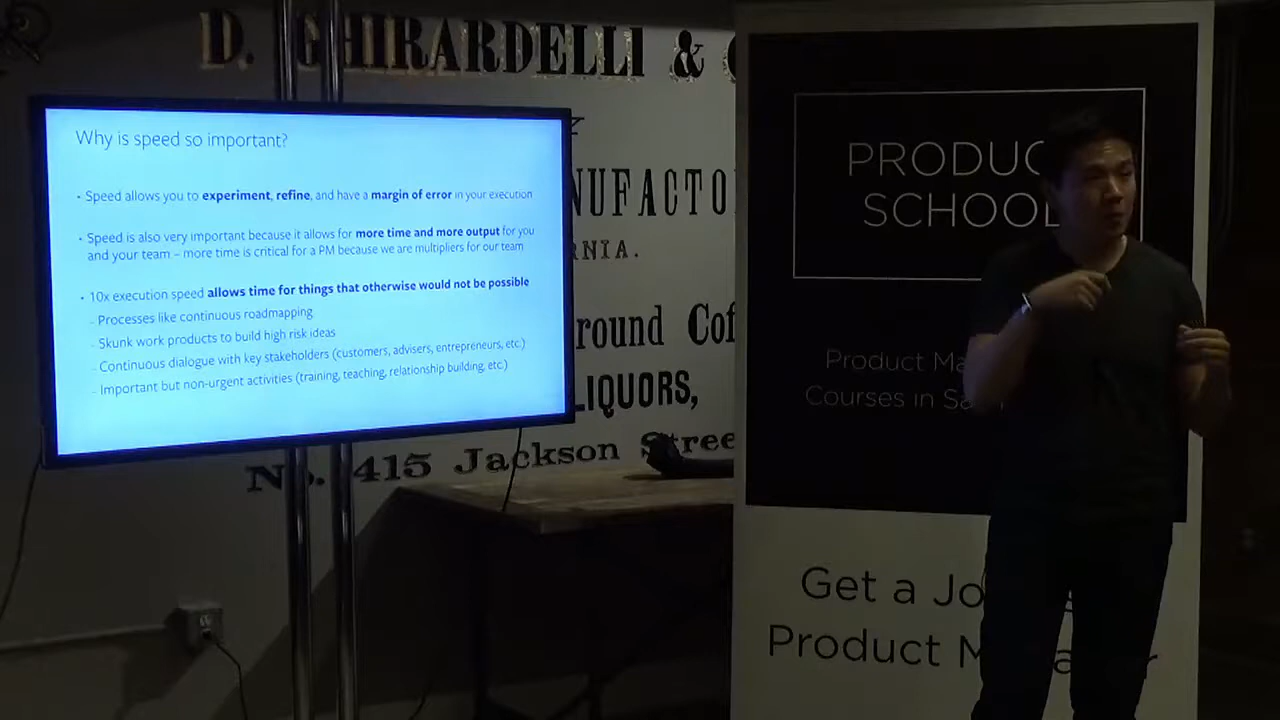 D. GHIRARDELLI &
Why is speed so important?
• Speed allows you to experiment, refine, and have a margin of error in your execution
• Speed is also very important because it allows for more time and more output for you
and your team – more time is critical for a PM because we are multipliers for our team
• 10x execution speed allows time for things that otherwise would not be possible
- Processes like continuous roadmapping
- Skunk work products to build high risk ideas
- Continuous dialogue with key stakeholders (customers, advisers, entrepreneurs, etc.)
- Important but non-urgent activities (training, teaching, relationship building, etc.)
NUFACTO
RNIA.
round Cof
LIQUORS,
No. 415 Jackson Stree
PRODUC
SCHOOL
Product Ma
Courses in Sa
Get a Jo
Product M